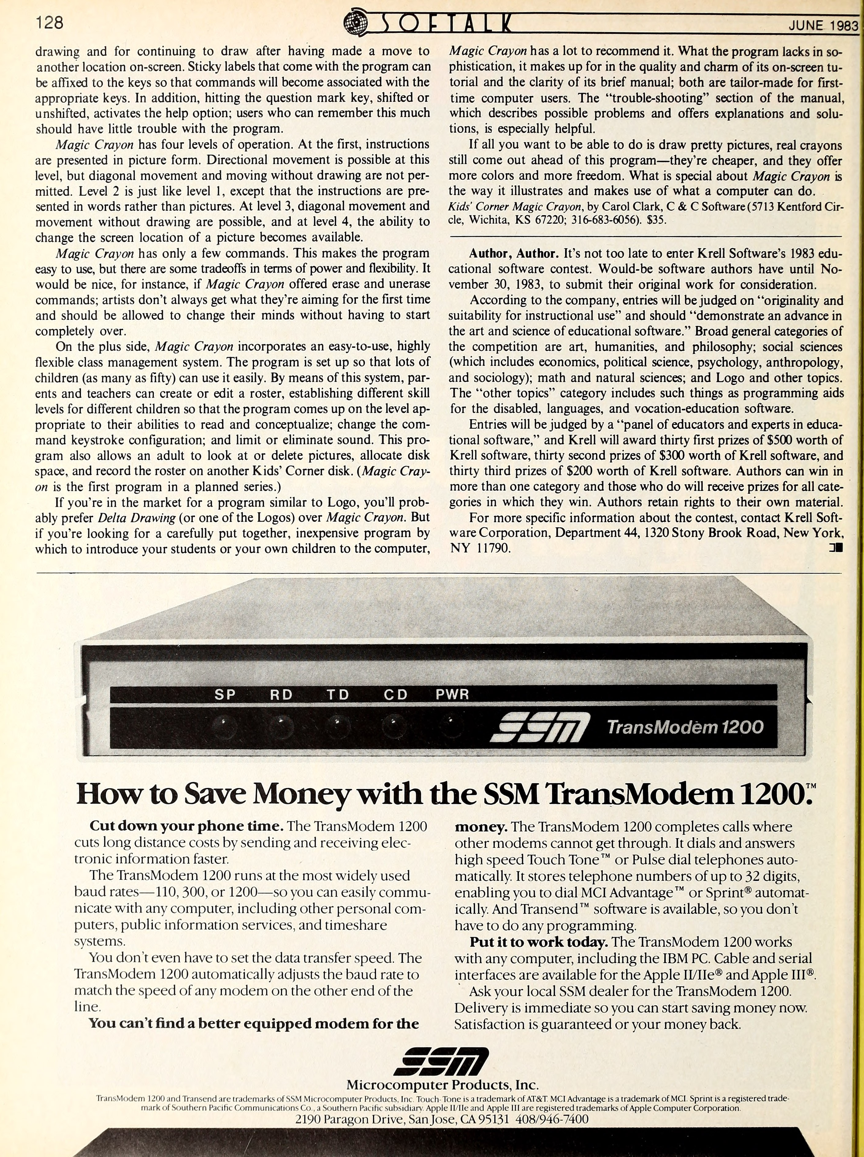 128
SOFTALK
JUNE 1983
drawing and for continuing to draw after having made a move to
another location on-screen. Sticky labels that come with the program can
be affixed to the keys so that commands will become associated with the
appropriate keys. In addition, hitting the question mark key, shifted or
unshifted, activates the help option; users who can remember this much
should have little trouble with the program.
Magic Crayon has four levels of operation. At the first, instructions
are presented in picture form. Directional movement is possible at this
level, but diagonal movement and moving without drawing are not per-
mitted. Level 2 is just like level 1, except that the instructions are pre-
sented in words rather than pictures. At level 3, diagonal movement and
movement without drawing are possible, and at level 4, the ability to
change the screen location of a picture becomes available.
Magic Crayon has only a few commands. This makes the program
easy to use, but there are some tradeoffs in terms of power and flexibility. It
would be nice, for instance, if Magic Crayon offered erase and unerase
commands; artists don't always get what they're aiming for the first time
and should be allowed to change their minds without having to start
completely over.
On the plus side, Magic Crayon incorporates an easy-to-use, highly
flexible class management system. The program is set up so that lots of
children (as many as fifty) can use it easily. By means of this system, par-
ents and teachers can create or edit a roster, establishing different skill
levels for different children so that the program comes up on the level ap-
propriate to their abilities to read and conceptualize; change the com-
mand keystroke configuration; and limit or eliminate sound. This pro-
gram also allows an adult to look at or delete pictures, allocate disk
space, and record the roster on another Kids' Corner disk. (Magic Cray-
on is the first program in a planned series.)
If you're in the market for a program similar to Logo, you'll prob-
ably prefer Delta Drawing (or one of the Logos) over Magic Crayon. But
if you're looking for a carefully put together, inexpensive program by
which to introduce your students or your own children to the computer,
Magic Crayon has a lot to recommend it. What the program lacks in so-
phistication, it makes up for in the quality and charm of its on-screen tu-
torial and the clarity of its brief manual; both are tailor-made for first-
time computer users. The "trouble-shooting" section of the manual,
which describes possible problems and offers explanations and solu-
tions, is especially helpful.
If all you want to be able to do is draw pretty pictures, real crayons
still come out ahead of this program—they're cheaper, and they offer
more colors and more freedom. What is special about Magic Crayon is
the way it illustrates and makes use of what a computer can do.
Kids' Corner Magic Crayon, by Carol Clark, C & C Software (5713 Kentford Cir-
cle, Wichita, KS 67220; 316-683-6056). $35.
Author, Author. It's not too late to enter Krell Software's 1983 edu-
cational software contest. Would-be software authors have until No-
vember 30, 1983, to submit their original work for consideration.
According to the company, entries will be judged on "originality and
suitability for instructional use" and should "demonstrate an advance in
the art and science of educational software." Broad general categories of
the competition are art, humanities, and philosophy; social sciences
(which includes economics, political science, psychology, anthropology,
and sociology); math and natural sciences; and Logo and other topics.
The "other topics" category includes such things as programming aids
for the disabled, languages, and vocation-education software.
Entries will be judged by a "panel of educators and experts in educa-
tional software," and Krell will award thirty first prizes of $500 worth of
Krell software, thirty second prizes of $300 worth of Krell software, and
thirty third prizes of $200 worth of Krell software. Authors can win in
more than one category and those who do will receive prizes for all cate-
gories in which they win. Authors retain rights to their own material.
For more specific information about the contest, contact Krell Soft-
ware Corporation, Department 44, 1320 Stony Brook Road, New York,
NY 11790.
SP RD TD CD PWR
SSM TransModem 1200
How to Save Money with the SSM TransModem 1200.™
Cut down your phone time. The TransModem 1200
cuts long distance costs by sending and receiving elec-
tronic information faster.
The TransModem 1200 runs at the most widely used
baud rates—110, 300, or 1200—so you can easily commu-
nicate with any computer, including other personal com-
puters, public information services, and timeshare
systems.
You don't even have to set the data transfer speed. The
TransModem 1200 automatically adjusts the baud rate to
match the speed of any modem on the other end of the
line.
You can't find a better equipped modem for the
money. The TransModem 1200 completes calls where
other modems cannot get through. It dials and answers
high speed Touch Tone™ or Pulse dial telephones auto-
matically. It stores telephone numbers of up to 32 digits,
enabling you to dial MCI Advantage™ or Sprint® automat-
ically. And Transend™ software is available, so you don't
have to do any programming.
Put it to work today. The TransModem 1200 works
with any computer, including the IBM PC. Cable and serial
interfaces are available for the Apple II/IIe® and Apple III®.
Ask your local SSM dealer for the TransModem 1200.
Delivery is immediate so you can start saving money now.
Satisfaction is guaranteed or your money back.
SSM
Microcomputer Products, Inc.
TransModem 1200 and Transend are trademarks of SSM Microcomputer Products, Inc. Touch-Tone is a trademark of AT&T. MCI Advantage is a trademark of MCI. Sprint is a registered trade-
mark of Southern Pacific Communications Co., a Southern Pacific subsidiary. Apple II/IIe and Apple III are registered trademarks of Apple Computer Corporation.
2190 Paragon Drive, San Jose, CA 95131 408/946-7400